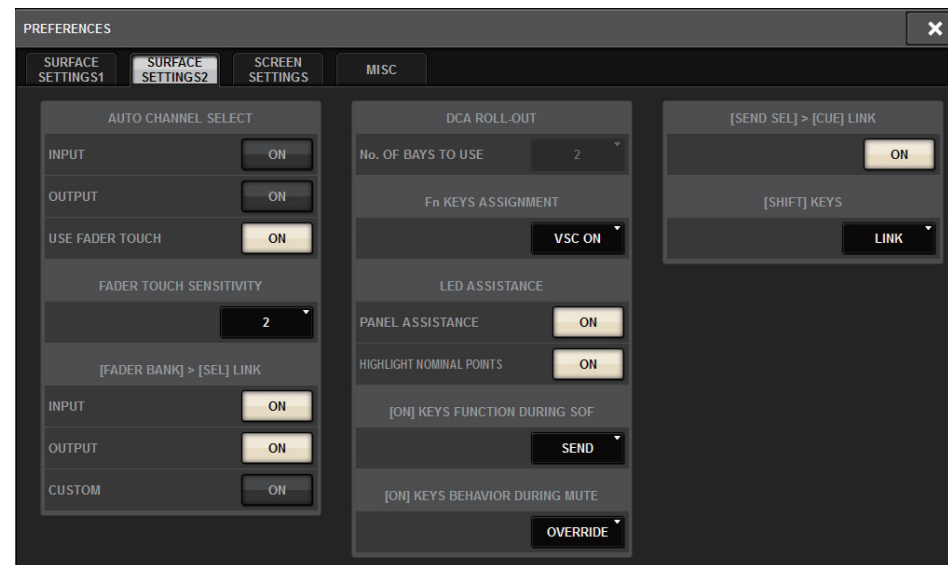 PREFERENCES
SURFACE SETTINGS1
SURFACE SETTINGS2
SCREEN SETTINGS
MISC
AUTO CHANNEL SELECT
INPUT ON
OUTPUT ON
USE FADER TOUCH ON
FADER TOUCH SENSITIVITY
2
[FADER BANK] > [SEL] LINK
INPUT ON
OUTPUT ON
CUSTOM ON
DCA ROLL-OUT
No. OF BAYS TO USE 2
Fn KEYS ASSIGNMENT
VSC ON
LED ASSISTANCE
PANEL ASSISTANCE ON
HIGHLIGHT NOMINAL POINTS ON
[ON] KEYS FUNCTION DURING SOF
SEND
[ON] KEYS BEHAVIOR DURING MUTE
OVERRIDE
[SEND SEL] > [CUE] LINK
ON
[SHIFT] KEYS
LINK